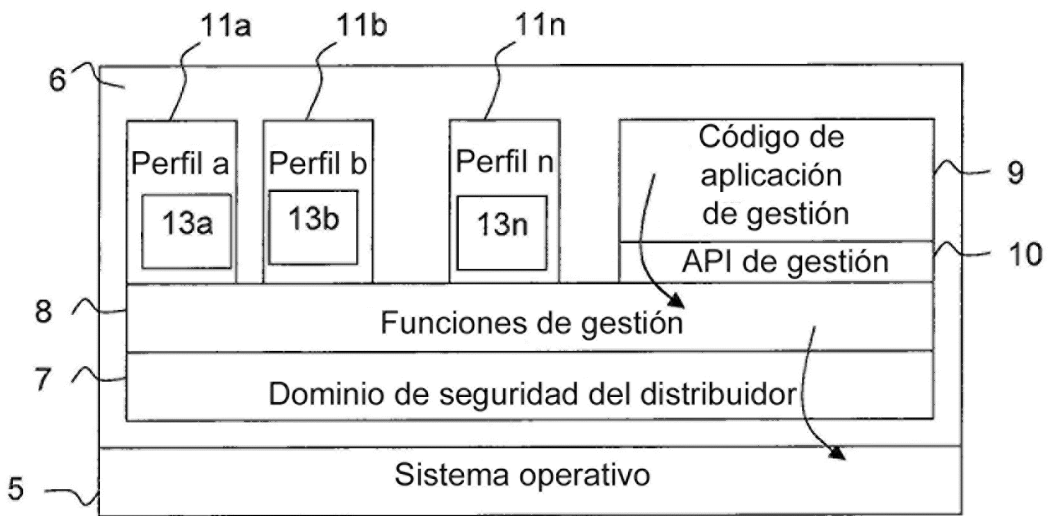 11a
11b
11n
6
Perfil a
Perfil b
Perfil n
Código de
aplicación
de gestión
9
13a
13b
13n
API de gestión
10
8
Funciones de gestión
7
Dominio de seguridad del distribuidor
Sistema operativo
5